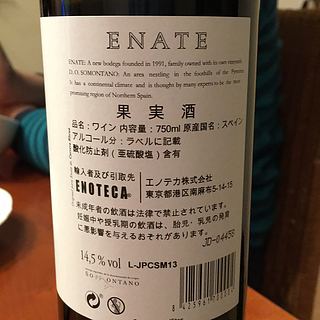 ENATE
ENATE: A new bodega founded in 1991, family owned with its own vineyards
D.O. SOMONTANO. An area nestling in the foothills of the Pyrenees
It has a continental climate and is thought by many experts to be the most
promising region of Northern Spain.
果実酒
品名：ワイン 内容量：750ml 原産国名：スペイン
アルコール分：ラベルに記載
酸化防止剤（亜硫酸塩）含有
輸入者及び引取先
ENOTECA エノテカ株式会社
東京都港区南麻布5-14-15
未成年者の飲酒は法律で禁止されています。
妊娠中や授乳期の飲酒は、胎児・乳児の発育
に悪影響を与えるおそれがあります。
JD-0445B
14,5% vol L-JPCSM13
SOMONTANO